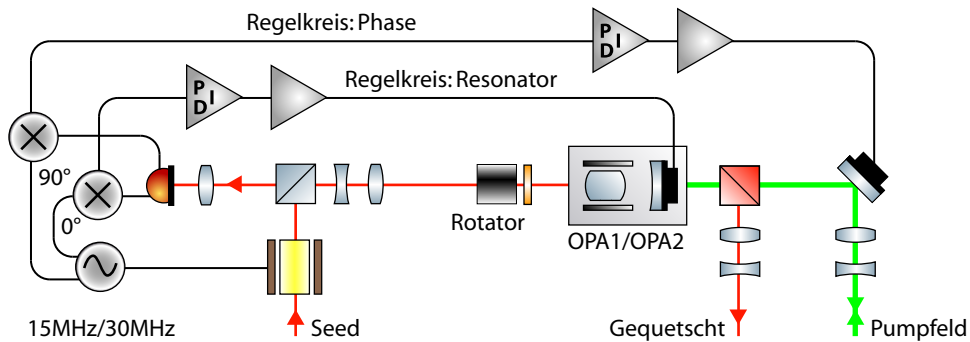 Regelkreis: Phase
P I
D
Regelkreis: Resonator
P I
D
90°
0°
Rotator
OPA1/OPA2
15MHz/30MHz
Seed
Gequetscht
Pumpfeld